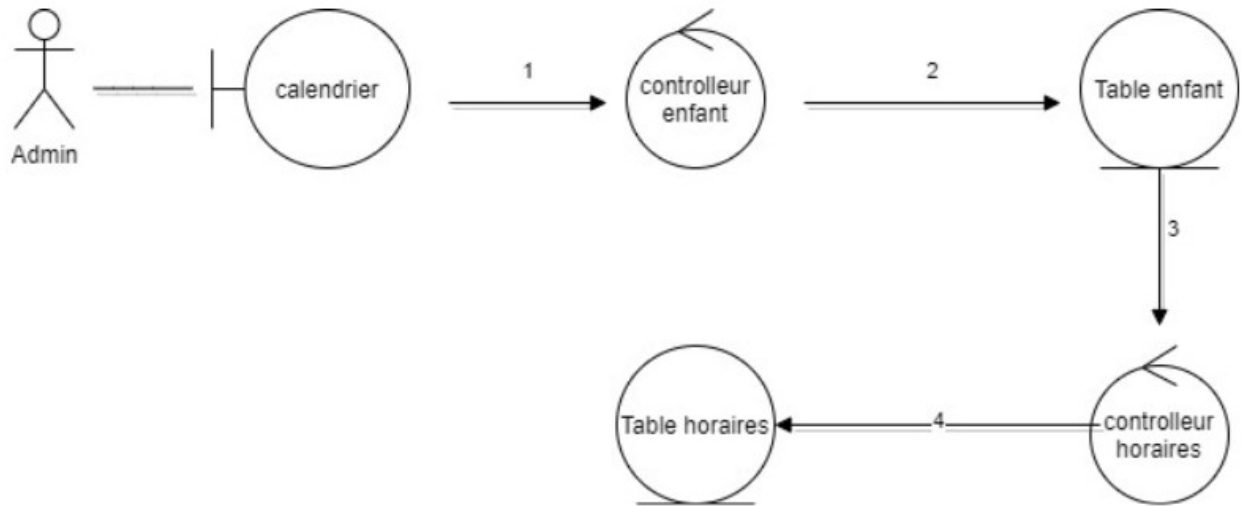 Admin
calendrier
1
controlleur
enfant
2
Table enfant
3
controlleur
horaires
4
Table horaires